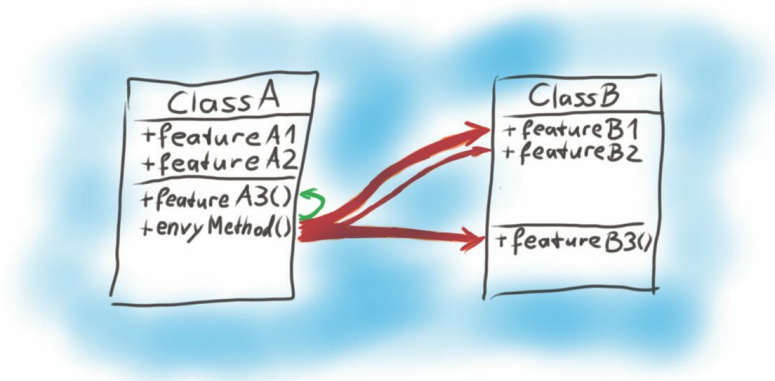 ClassA
+featureA1
+featureA2
+featureA3()
+envyMethod()
ClassB
+featureB1
+featureB2
+featureB3()